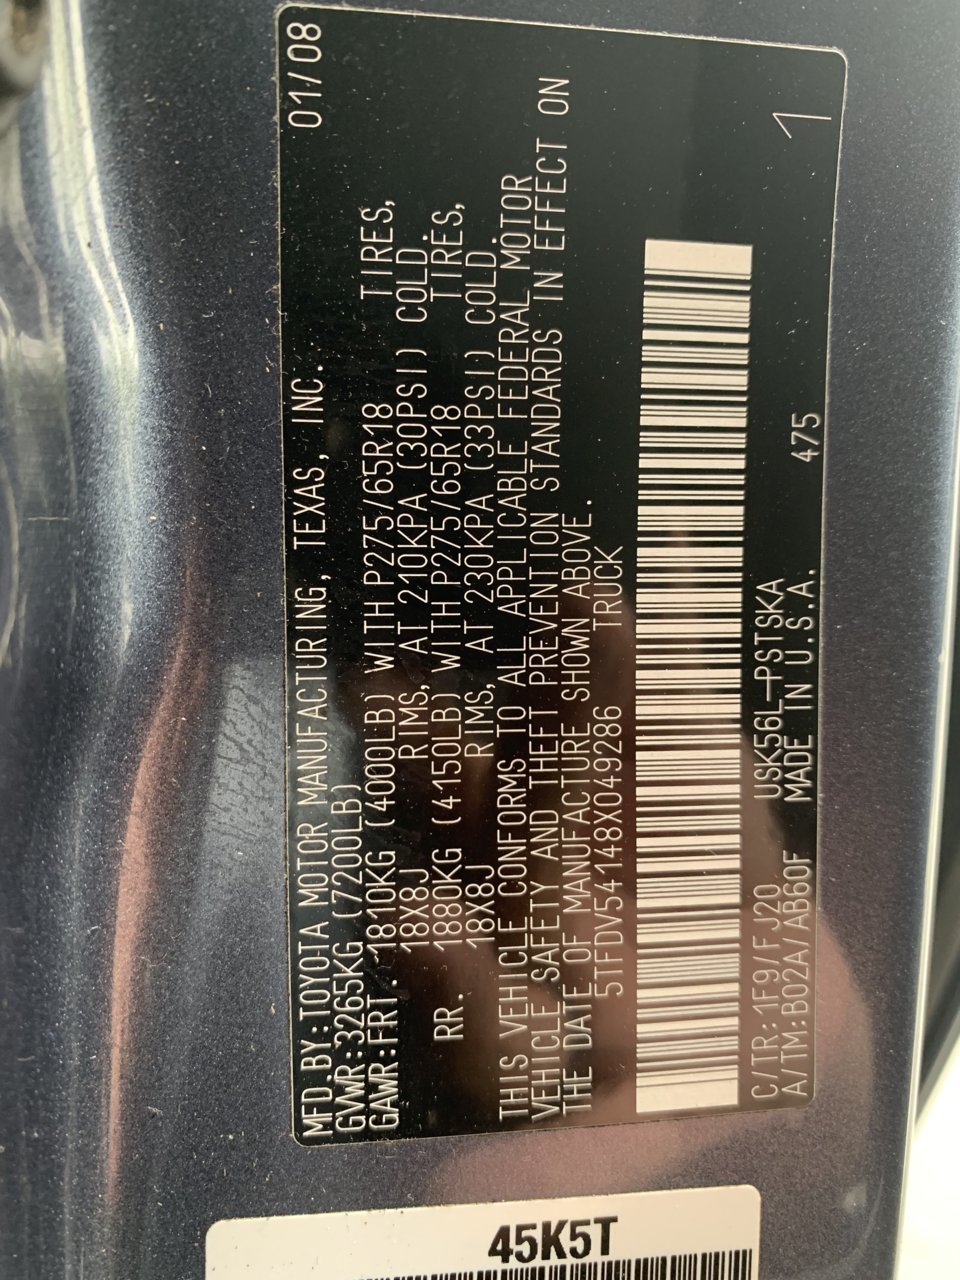 MFD.BY:TOYOTA MOTOR MANUFACTURING, TEXAS, INC. 01/08
GVWR:3265KG(7200LB)
GAWR:FRT. 1810KG(4000LB) WITH P275/65R18 TIRES,
18X8J RIMS, AT 210KPA(30PSI) COLD.
RR. 1880KG (4150LB) WITH P275/65R18 TIRES,
18X8J RIMS, AT 230KPA(33PSI) COLD.
THIS VEHICLE CONFORMS TO ALL APPLICABLE FEDERAL MOTOR
VEHICLE SAFETY AND THEFT PREVENTION STANDARDS IN EFFECT ON
THE DATE OF MANUFACTURE SHOWN ABOVE.
5TFDV54148X049286 TRUCK
C/TR:1F9/FJ20 USK56L-PSTSKA
A/TM:B02A/AB60F MADE IN U.S.A. 475 1
45K5T